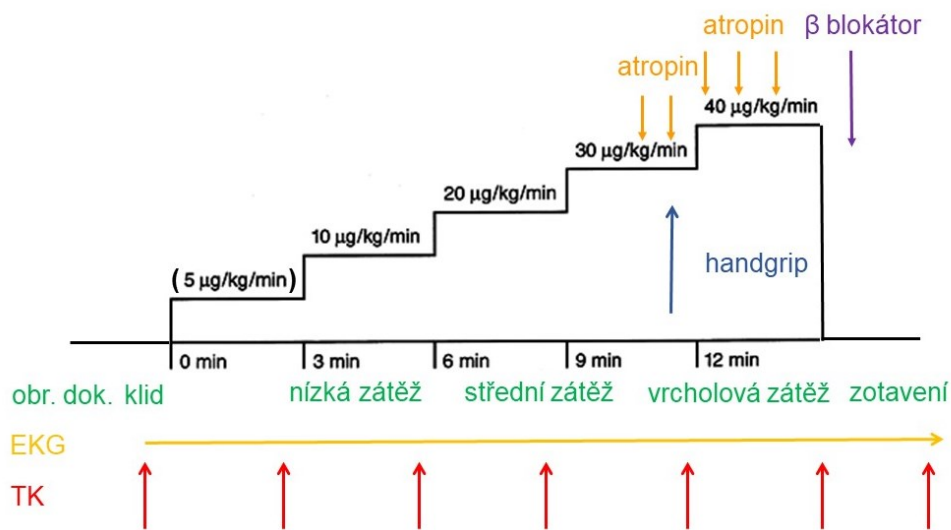 atropin
β blokátor
atropin
40 µg/kg/min
30 µg/kg/min
20 µg/kg/min
10 µg/kg/min
(5 µg/kg/min)
handgrip
0 min 3 min 6 min 9 min 12 min
obr. dok. klid nízká zátěž střední zátěž vrcholová zátěž zotavení
EKG
TK